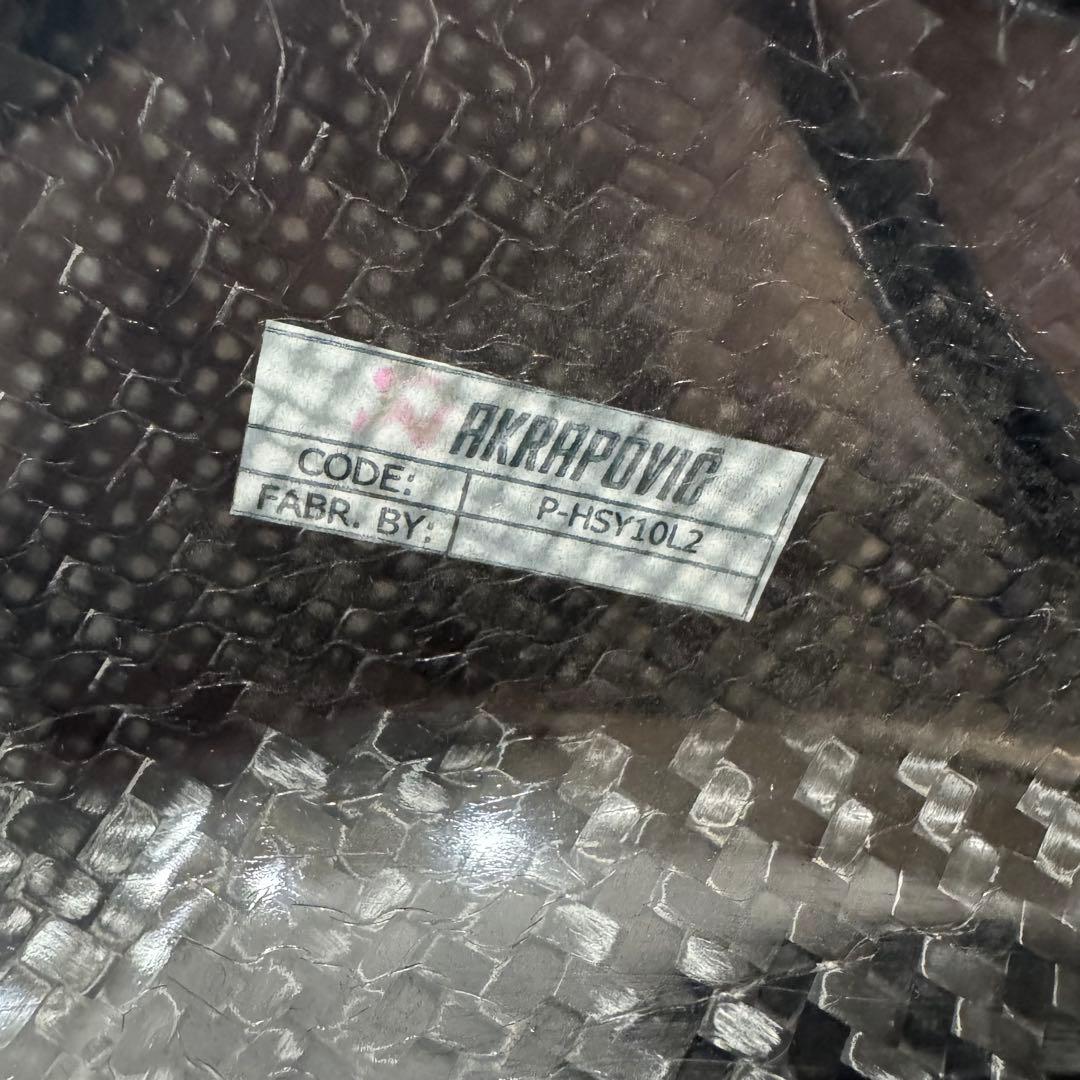 AKRAPOVIČ
CODE: P-HSY10L2
FABR. BY: